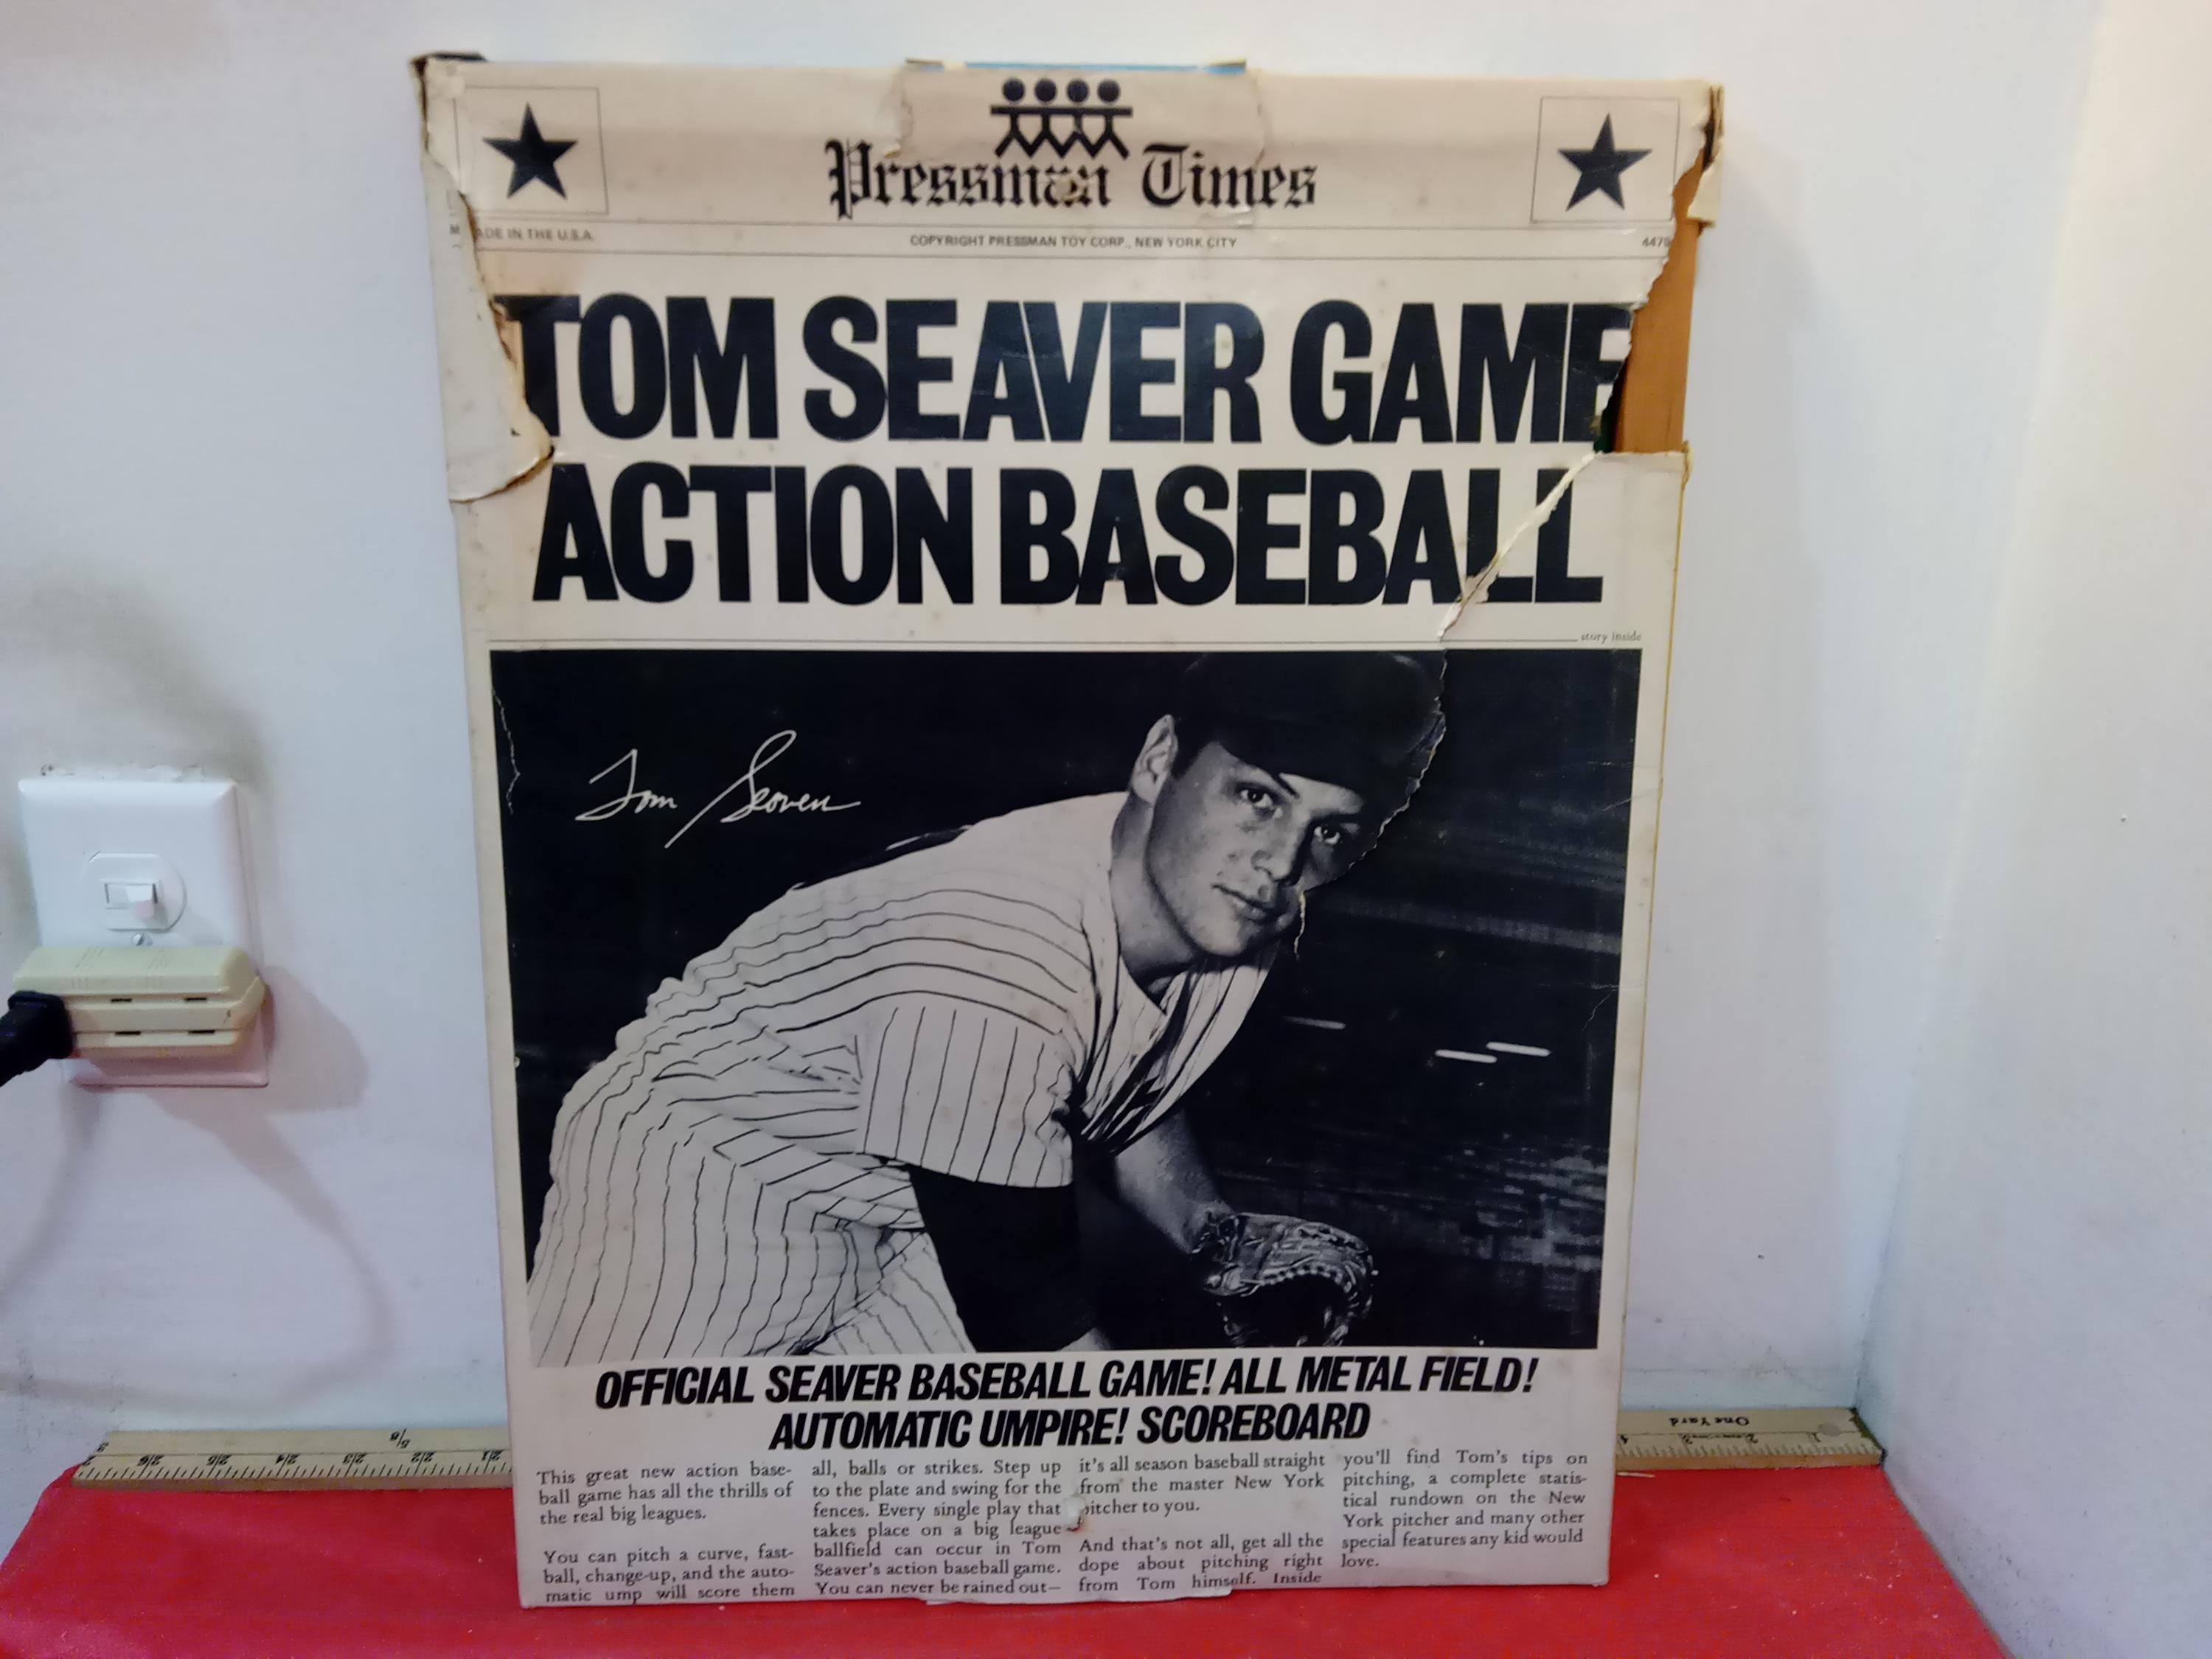 Pressman Times
MADE IN THE U.S.A.
COPYRIGHT PRESSMAN TOY CORP., NEW YORK CITY
TOM SEAVER GAME
ACTION BASEBALL
story inside
Tom Seaver
OFFICIAL SEAVER BASEBALL GAME! ALL METAL FIELD!
AUTOMATIC UMPIRE! SCOREBOARD
This great new action base-
ball game has all the thrills of
the real big leagues.
You can pitch a curve, fast-
ball, change-up, and the auto-
matic ump will score them
all, balls or strikes. Step up
to the plate and swing for the
fences. Every single play that
takes place on a big league
ballfield can occur in Tom
Seaver's action baseball game.
You can never be rained out—
it's all season baseball straight
from the master New York
pitcher to you.
And that's not all, get all the
dope about pitching right
from Tom himself. Inside
you'll find Tom's tips on
pitching, a complete statis-
tical rundown on the New
York pitcher and many other
special features any kid would
love.
One Yard